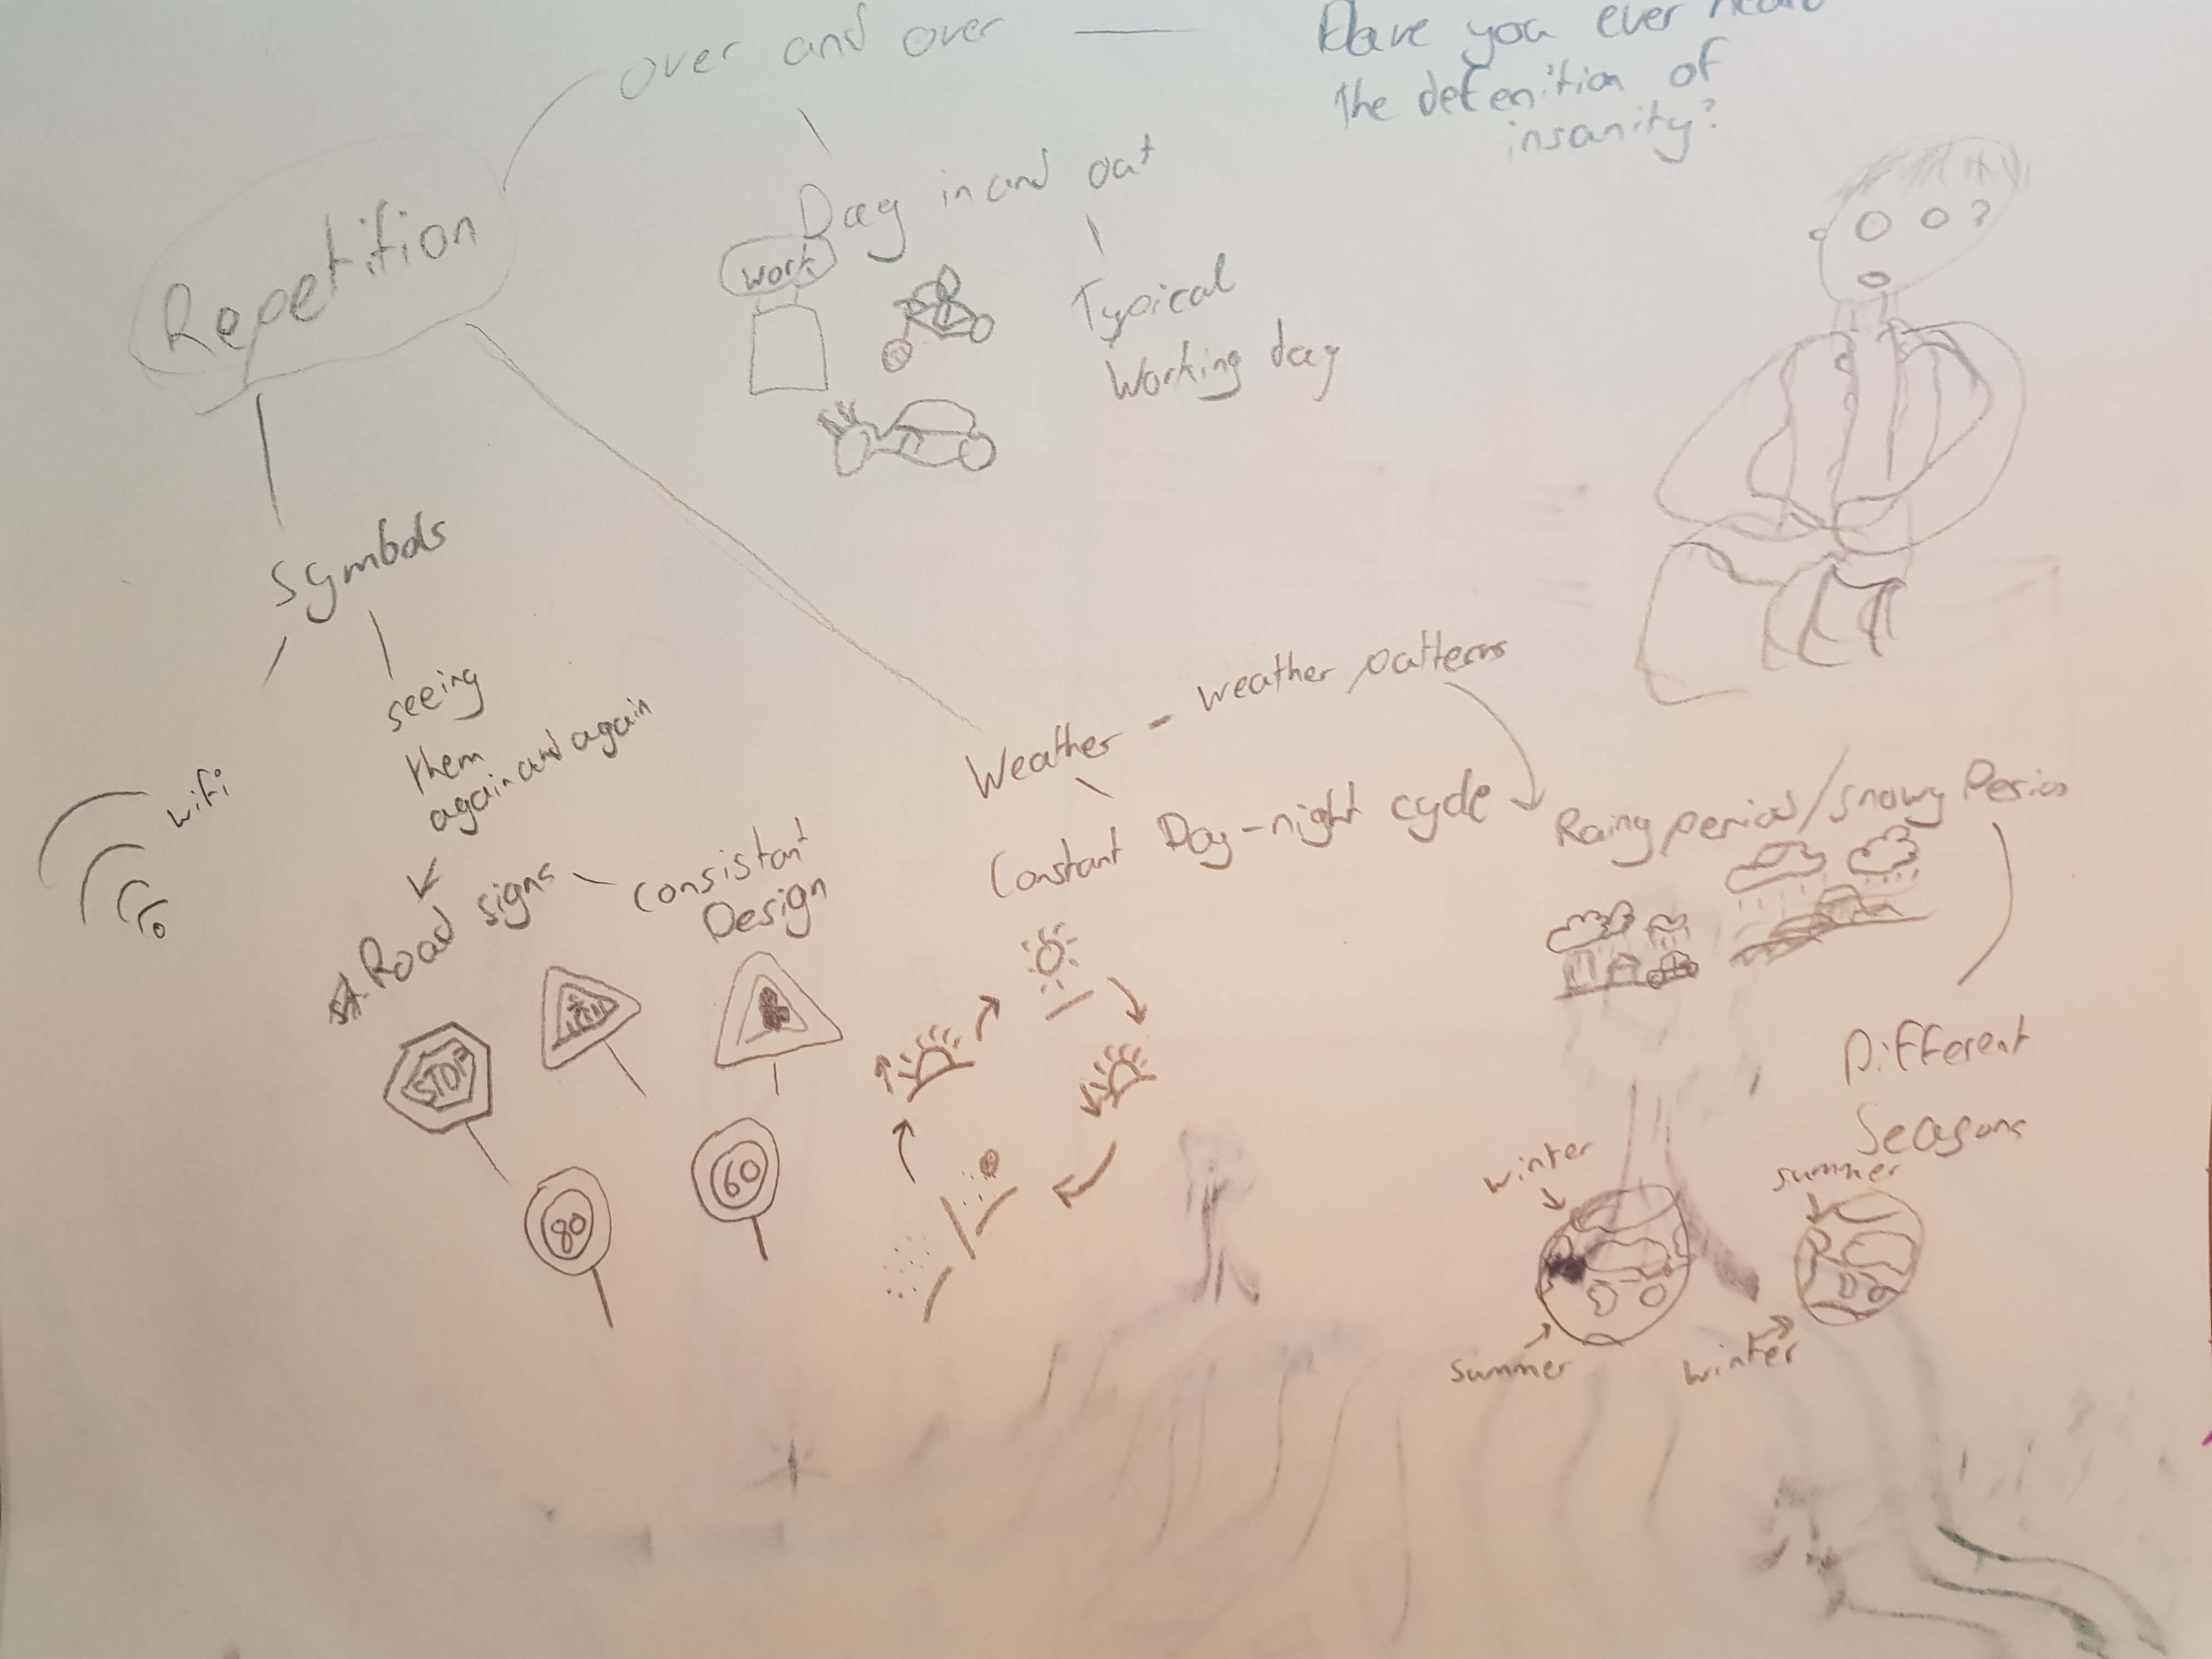 over and over
Have you ever heard
the defenition of
insanity?
Repetition
Day in and out
work
Typical
Working day
Symbols
seeing
them
again and again
wifi
Weather - weather patterns
Constant Day-night cycle
Rainy period/snowy Period
Road signs
consistant
Design
STOP
80
60
Different
Seasons
winter
summer
summer
winter